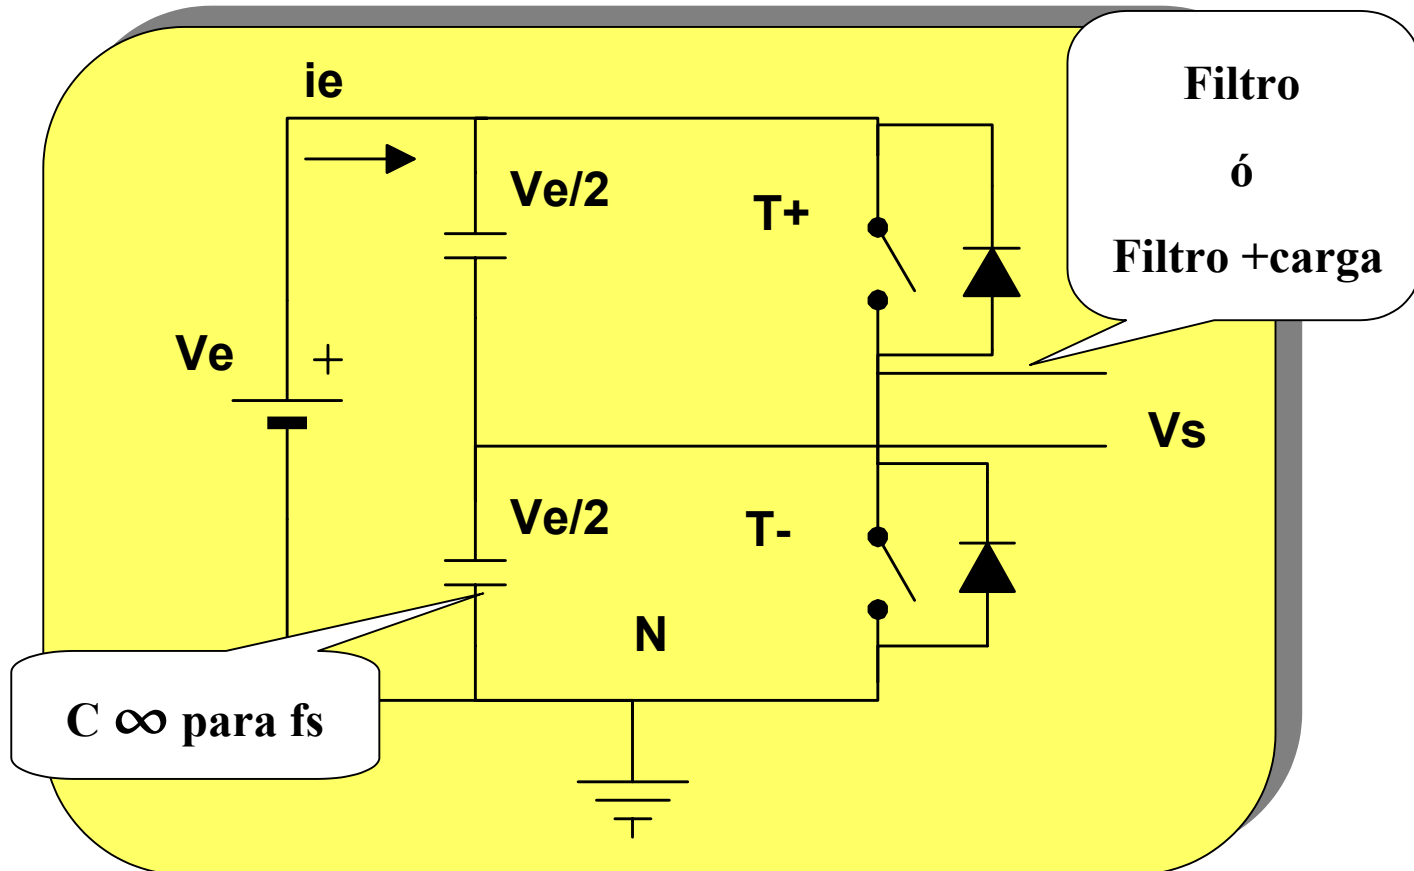 ie
Filtro
ó
Filtro +carga
Ve/2
T+
Ve +
Vs
Ve/2
T-
N
C ∞ para fs